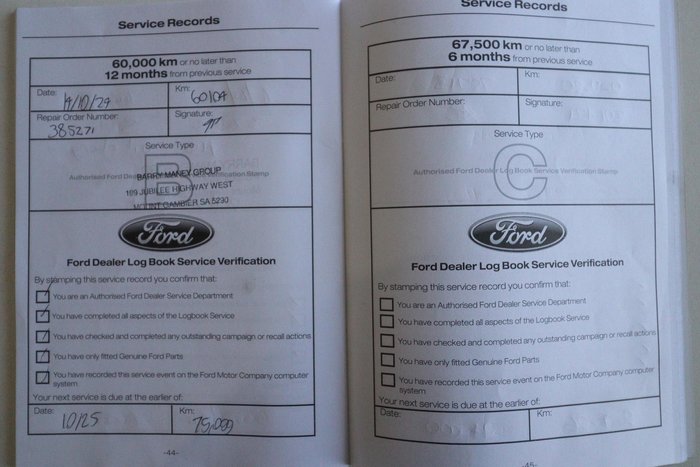 Service Records
60,000 km or no later than
12 months from previous service
Date: 9/10/24
Km: 60104
Repair Order Number: 385271
Signature:
Service Type
B
Authorised Ford Dealer Log Book Service Verification Stamp
BARRY MANEY GROUP
109 JUBILEE HIGHWAY WEST
MOUNT GAMBIER SA 5290
Ford
Ford Dealer Log Book Service Verification
By stamping this service record you confirm that:
You are an Authorised Ford Dealer Service Department
You have completed all aspects of the Logbook Service
You have checked and completed any outstanding campaign or recall actions
You have only fitted Genuine Ford Parts
You have recorded this service event on the Ford Motor Company computer
system
Your next service is due at the earlier of:
Date: 10/25
Km: 75,000
-44-
Service Records
67,500 km or no later than
6 months from previous service
Date:
Km:
Repair Order Number:
Signature:
Service Type
C
Authorised Ford Dealer Log Book Service Verification Stamp
Ford
Ford Dealer Log Book Service Verification
By stamping this service record you confirm that:
You are an Authorised Ford Dealer Service Department
You have completed all aspects of the Logbook Service
You have checked and completed any outstanding campaign or recall actions
You have only fitted Genuine Ford Parts
You have recorded this service event on the Ford Motor Company computer
system
Your next service is due at the earlier of:
Date:
Km:
-45-